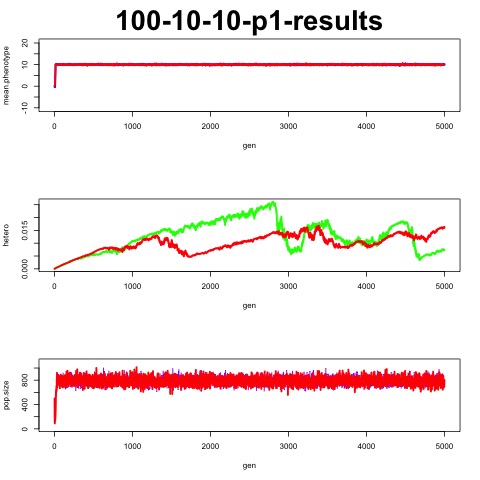 100-10-10-p1-results
mean.phenotype
-10 0 10 20
0 1000 2000 3000 4000 5000
gen
hetero
0.000 0.015
0 1000 2000 3000 4000 5000
gen
pop.size
0 400 800
0 1000 2000 3000 4000 5000
gen